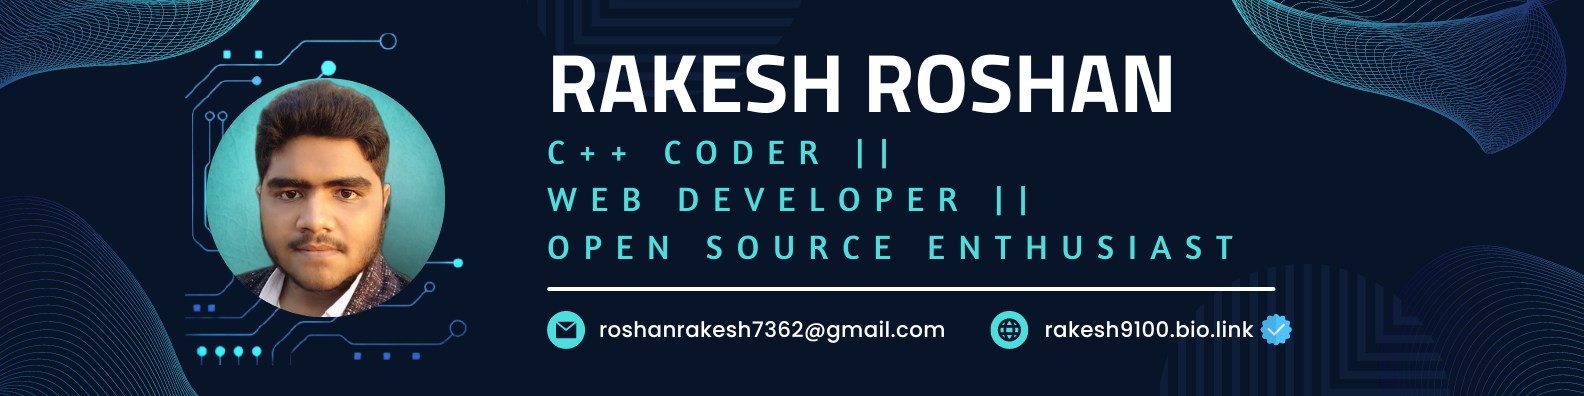 RAKESH ROSHAN
C++ CODER ||
WEB DEVELOPER ||
OPEN SOURCE ENTHUSIAST
roshanrakesh7362@gmail.com
rakesh9100.bio.link